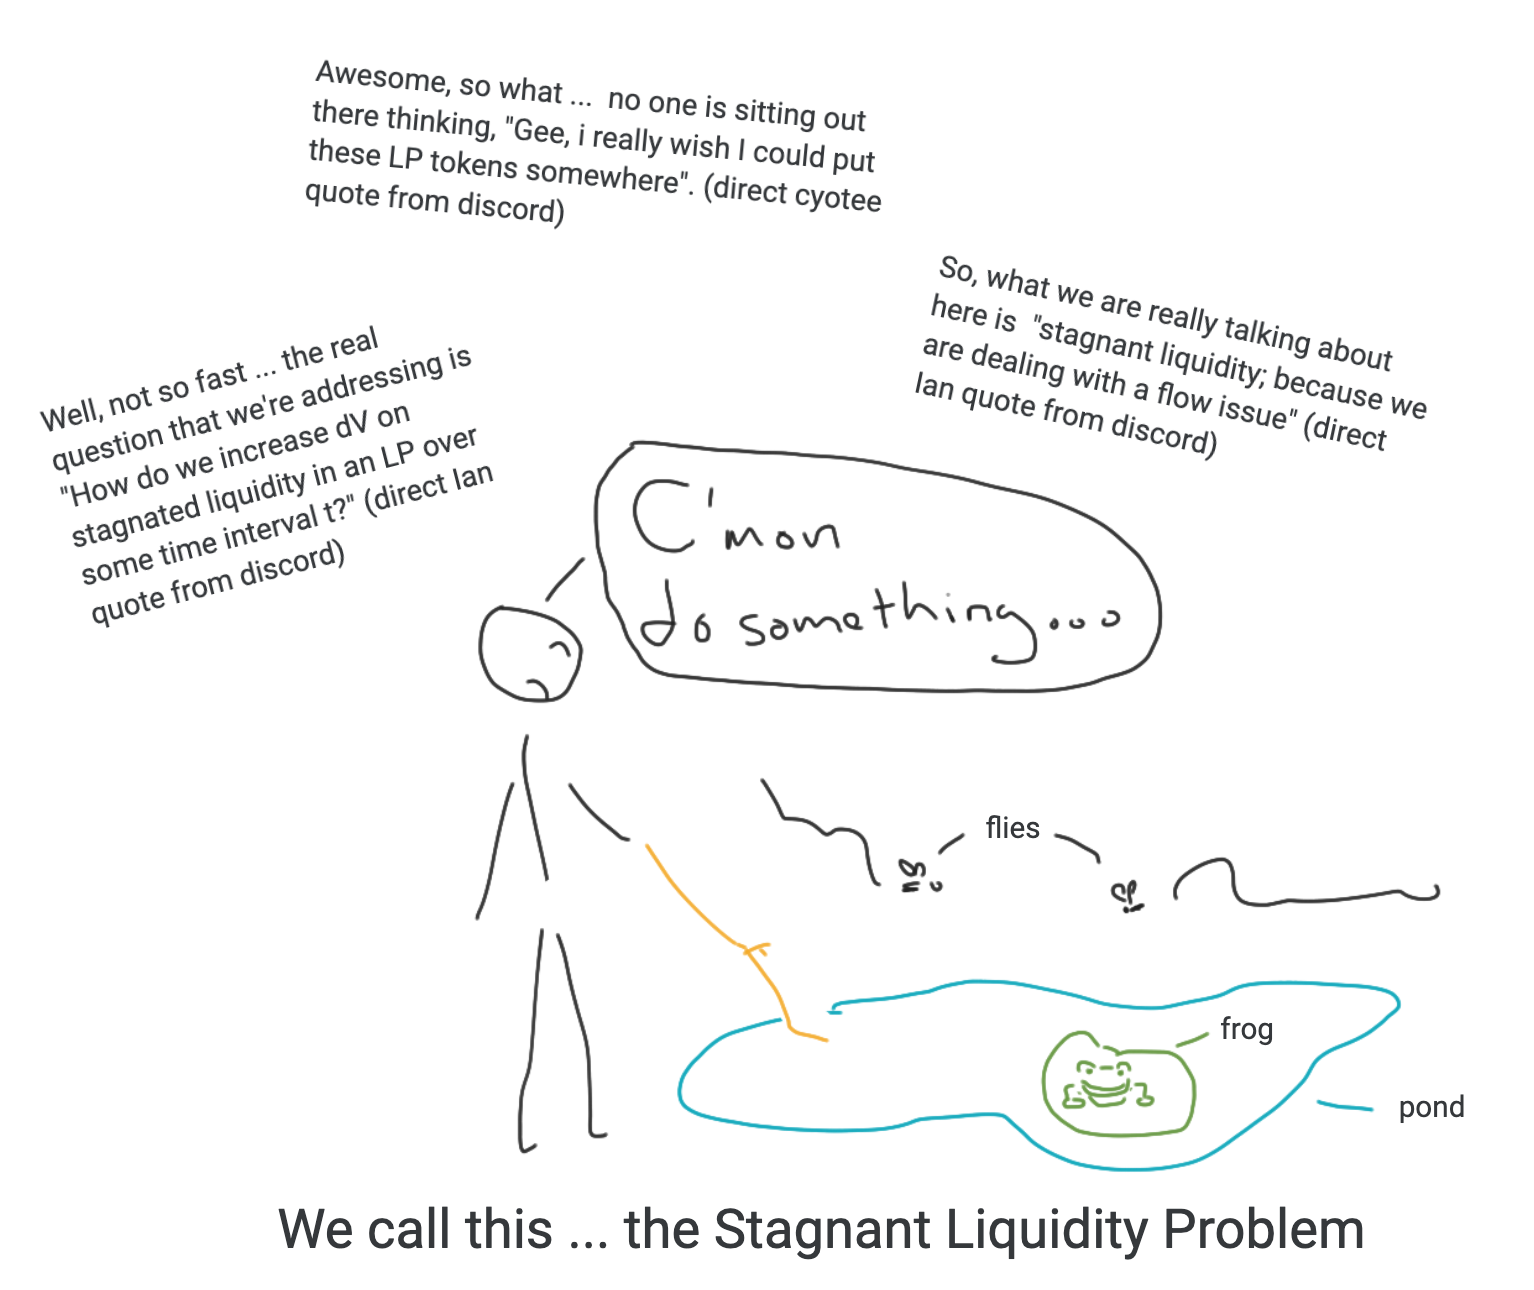 Awesome, so what ...  no one is sitting out
there thinking, "Gee, i really wish I could put
these LP tokens somewhere". (direct cyotee
quote from discord)
So, what we are really talking about
here is  "stagnant liquidity; because we
are dealing with a flow issue" (direct
Ian quote from discord)
Well, not so fast ... the real
question that we're addressing is
"How do we increase dV on
stagnated liquidity in an LP over
some time interval t?" (direct Ian
quote from discord)
C'mon
do something...
flies
frog
pond
We call this ... the Stagnant Liquidity Problem